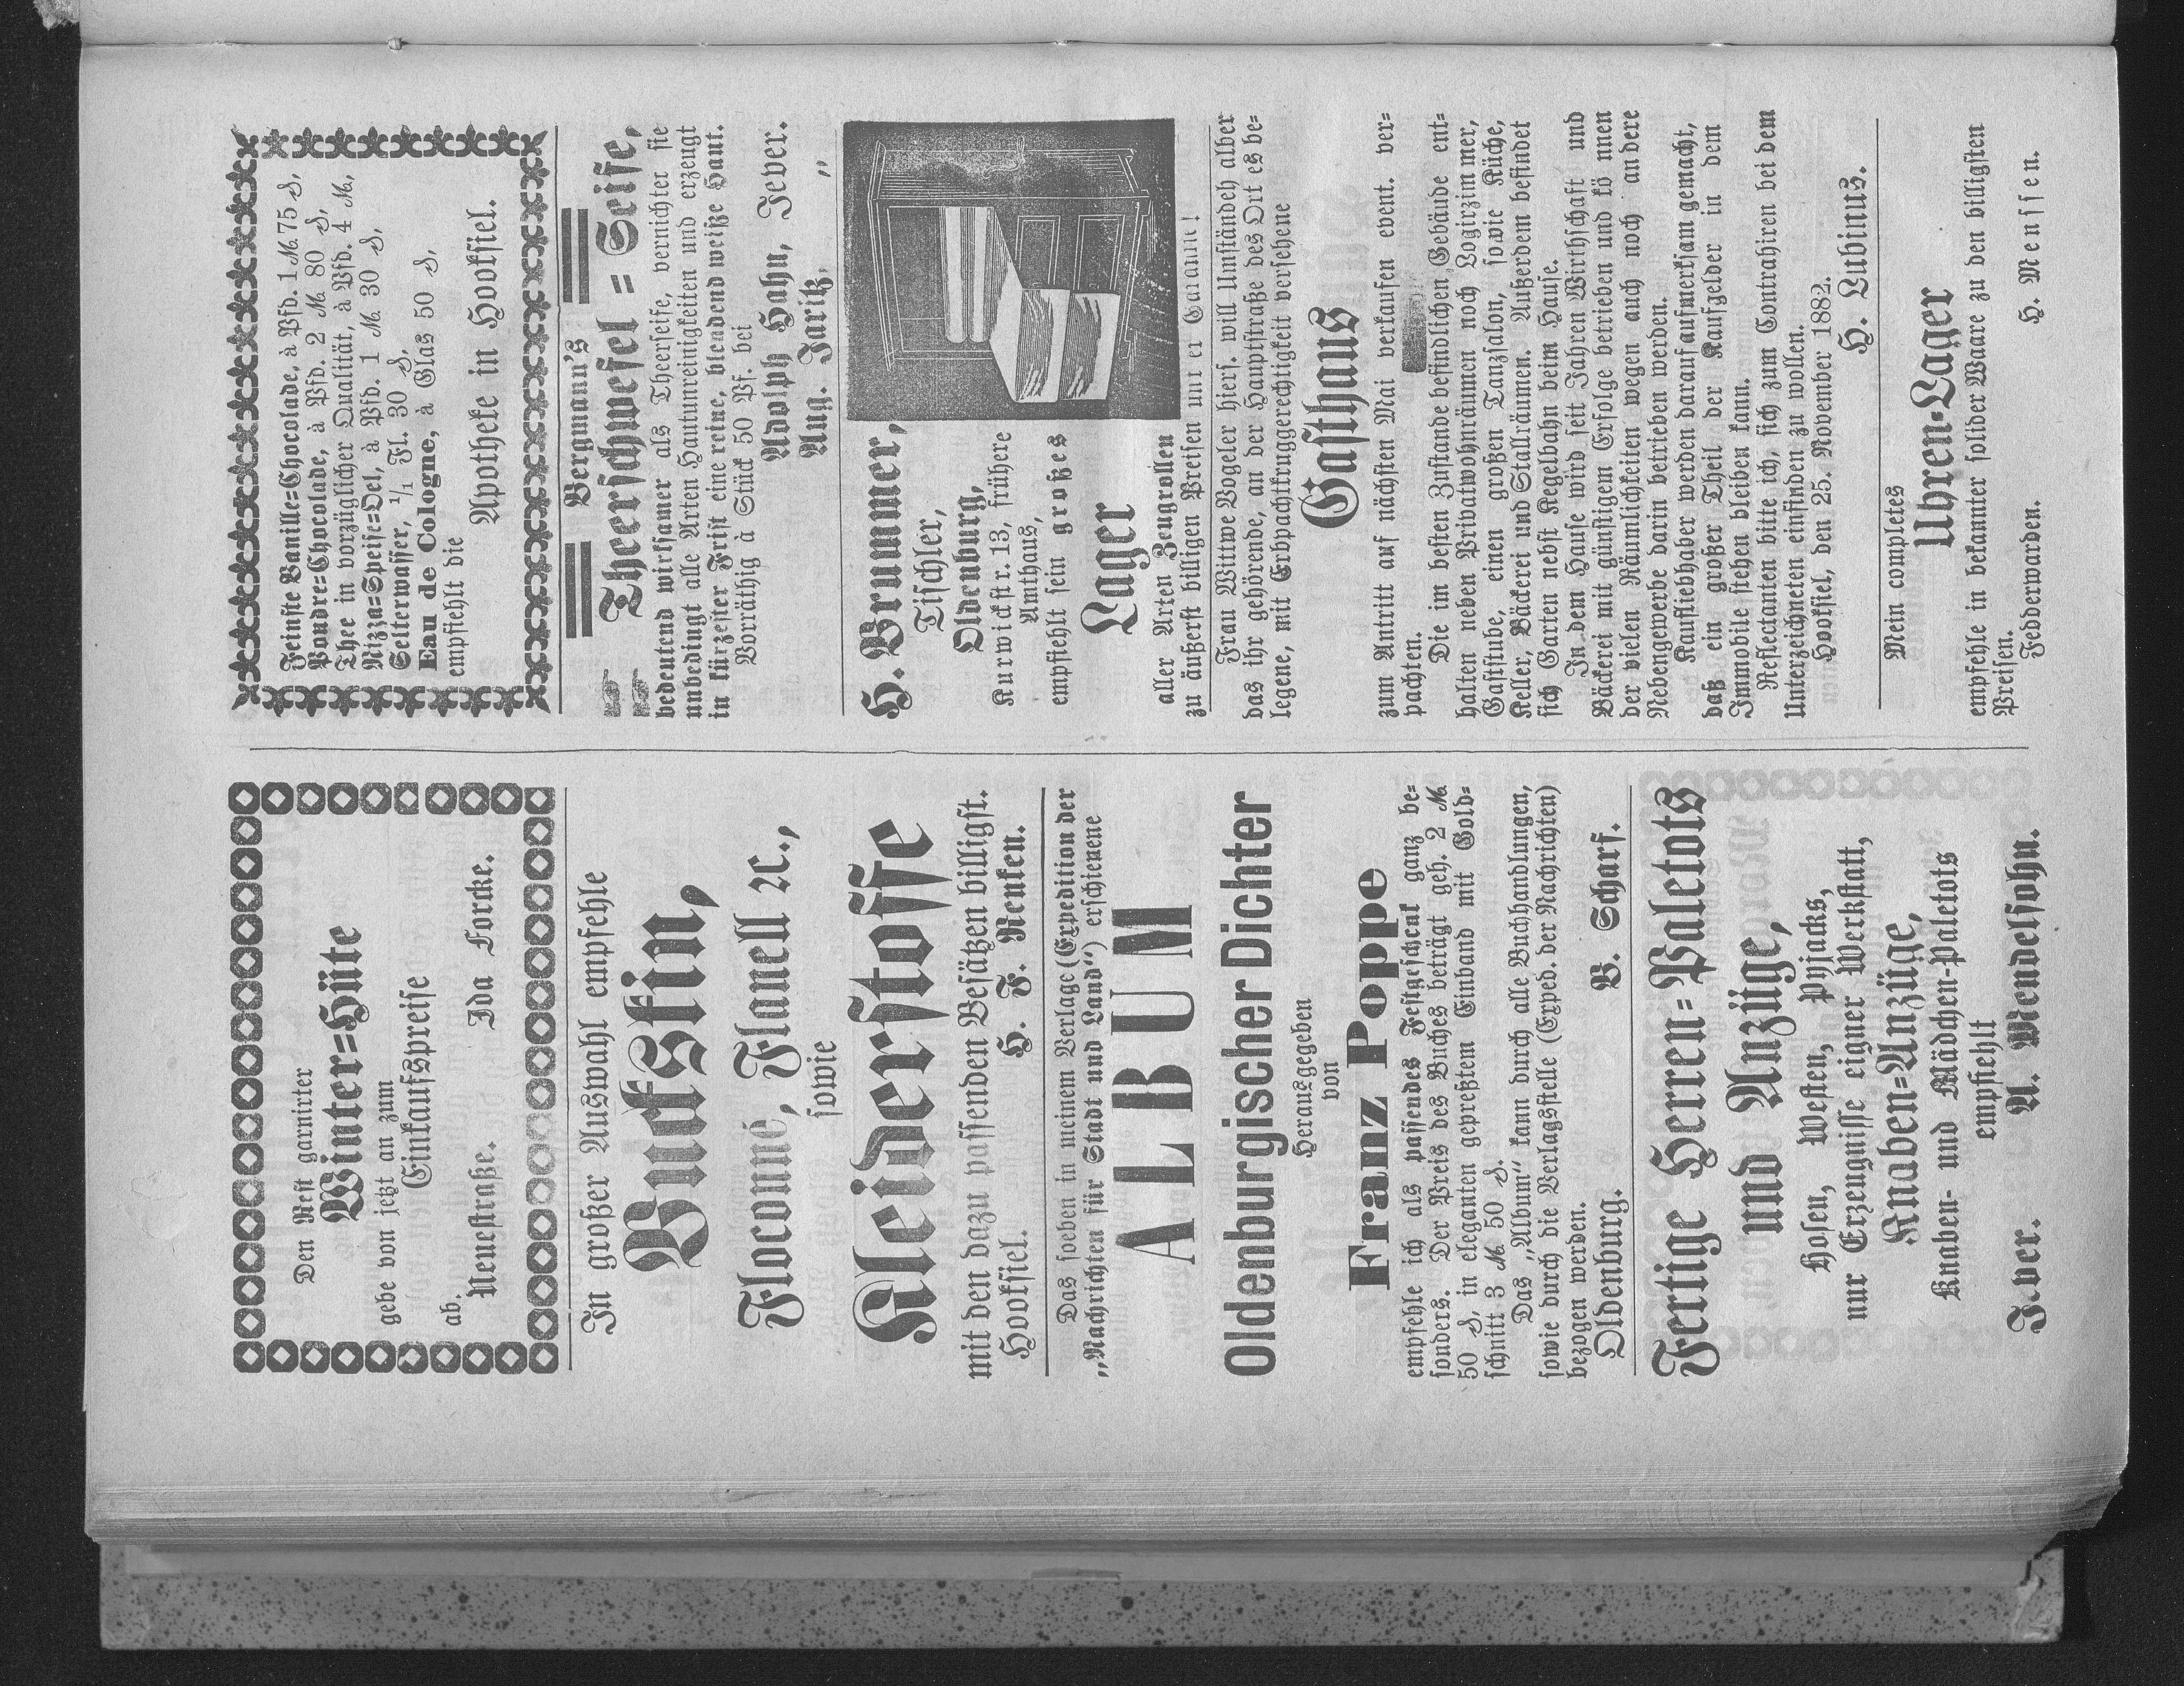 Den Rest garnirter
Winter=Hüte
gebe von jetzt an zum
Einkaufspreise
ab.
Neuestraße. Ida Forcke.
In großer Auswahl empfehle
Buckskin,
Floconné, Flanell ꝛc.,
sowie
Kleiderstoffe
mit den dazu passenden Besätzen billigst.
Hooksiel. H. F. Renken.
Das soeben in meinem Verlage (Expedition der
„Nachrichten für Stadt und Land“) erschienene
ALBUM
Oldenburgischer Dichter
Herausgegeben
von
Franz Poppe
empfehle ich als passendes Festgeschenk ganz be=
sonders. Der Preis des Buches beträgt geh. 2 ℳ
50 ₰, in eleganten gepreßtem Einband mit Gold=
schnitt 3 ℳ 50 ₰.
Das „Album“ kann durch alle Buchhandlungen,
sowie durch die Verlagsstelle (Exped. der Nachrichten)
bezogen werden.
Oldenburg. B. Scharf.
Fertige Herren=Paletots
und Anzüge,
Hosen, Westen, Pyjacks,
nur Erzeugnisse eigner Werkstatt,
Knaben=Anzüge,
Knaben- und Mädchen-Paletots
empfiehlt
J.ver. A. Mendelsohn.
Feinste Vanille=Chocolade, à Pfd. 1 ℳ 75 ₰,
Poudre=Chocolade, à Pfd. 2 ℳ 80 ₰,
Thee in vorzüglicher Qualität, à Pfd. 4 ℳ,
Nizza=Speise=Oel, à Pfd. 1 ℳ 30 ₰,
Selterwasser, 1/1 Fl. 30 ₰,
Eau de Cologne, à Glas 50 ₰,
empfiehlt die
Apotheke in Hooksiel.
Bergmann's
Theerschwefel = Seife,
bedeutend wirksamer als Theerseife, vernichter sie
unbedingt alle Arten Hautunreinigkeiten und erzeugt
in kürzester Frist eine reine, blendend weiße Haut.
Vorräthig à Stück 50 Pf. bei
Adolph Hahn, Jever.
Aug. Jaritz, „
H. Brummer,
Tischler,
Oldenburg,
Kurwickstr. 13, frühere
Amthaus,
empfiehlt sein großes
Lager
aller Arten Zeugrollen
zu äußerst billigen Preisen unter Garantie!
Frau Wittwe Vogeler hiers. will Umständeh alber
das ihr gehörende, an der Hauptstraße des Ort es be=
legene, mit Erbpachtkruggerechtigkeit versehene
Gasthaus
zum Antritt auf nächsten Mai verkaufen event. ver=
pachten.
Die im besten Zustande befindlichen Gebäude ent=
halten neben Privatwohnräumen noch Logirzimmer,
Gaststube, einen großen Tanzsalon, sowie Küche,
Keller, Bäckerei und Stallräumen. Außerdem befindet
sich Garten nebst Kegelbahn beim Hause.
In dem Hause wird seit Jahren Wirthschaft und
Bäckerei mit günstigem Erfolge betrieben und kö nnen
der vielen Räumlichkeiten wegen auch noch andere
Nebengewerbe darin betrieben werden.
Kaufliebhaber werden darauf aufmerksam gemacht,
daß ein großer Theil der Kaufgelder in dem
Immobile stehen bleiben kann.
Reflectanten bitte ich, sich zum Contrahiren bei dem
Unterzeichneten einfinden zu wollen.
Hooksiel, den 25. November 1882.
H. Lubinus.
Mein completes
Uhren-Lager
empfehle in bekannter solider Waare zu den billigsten
Preisen.
Fedderwarden. H. Menssen.